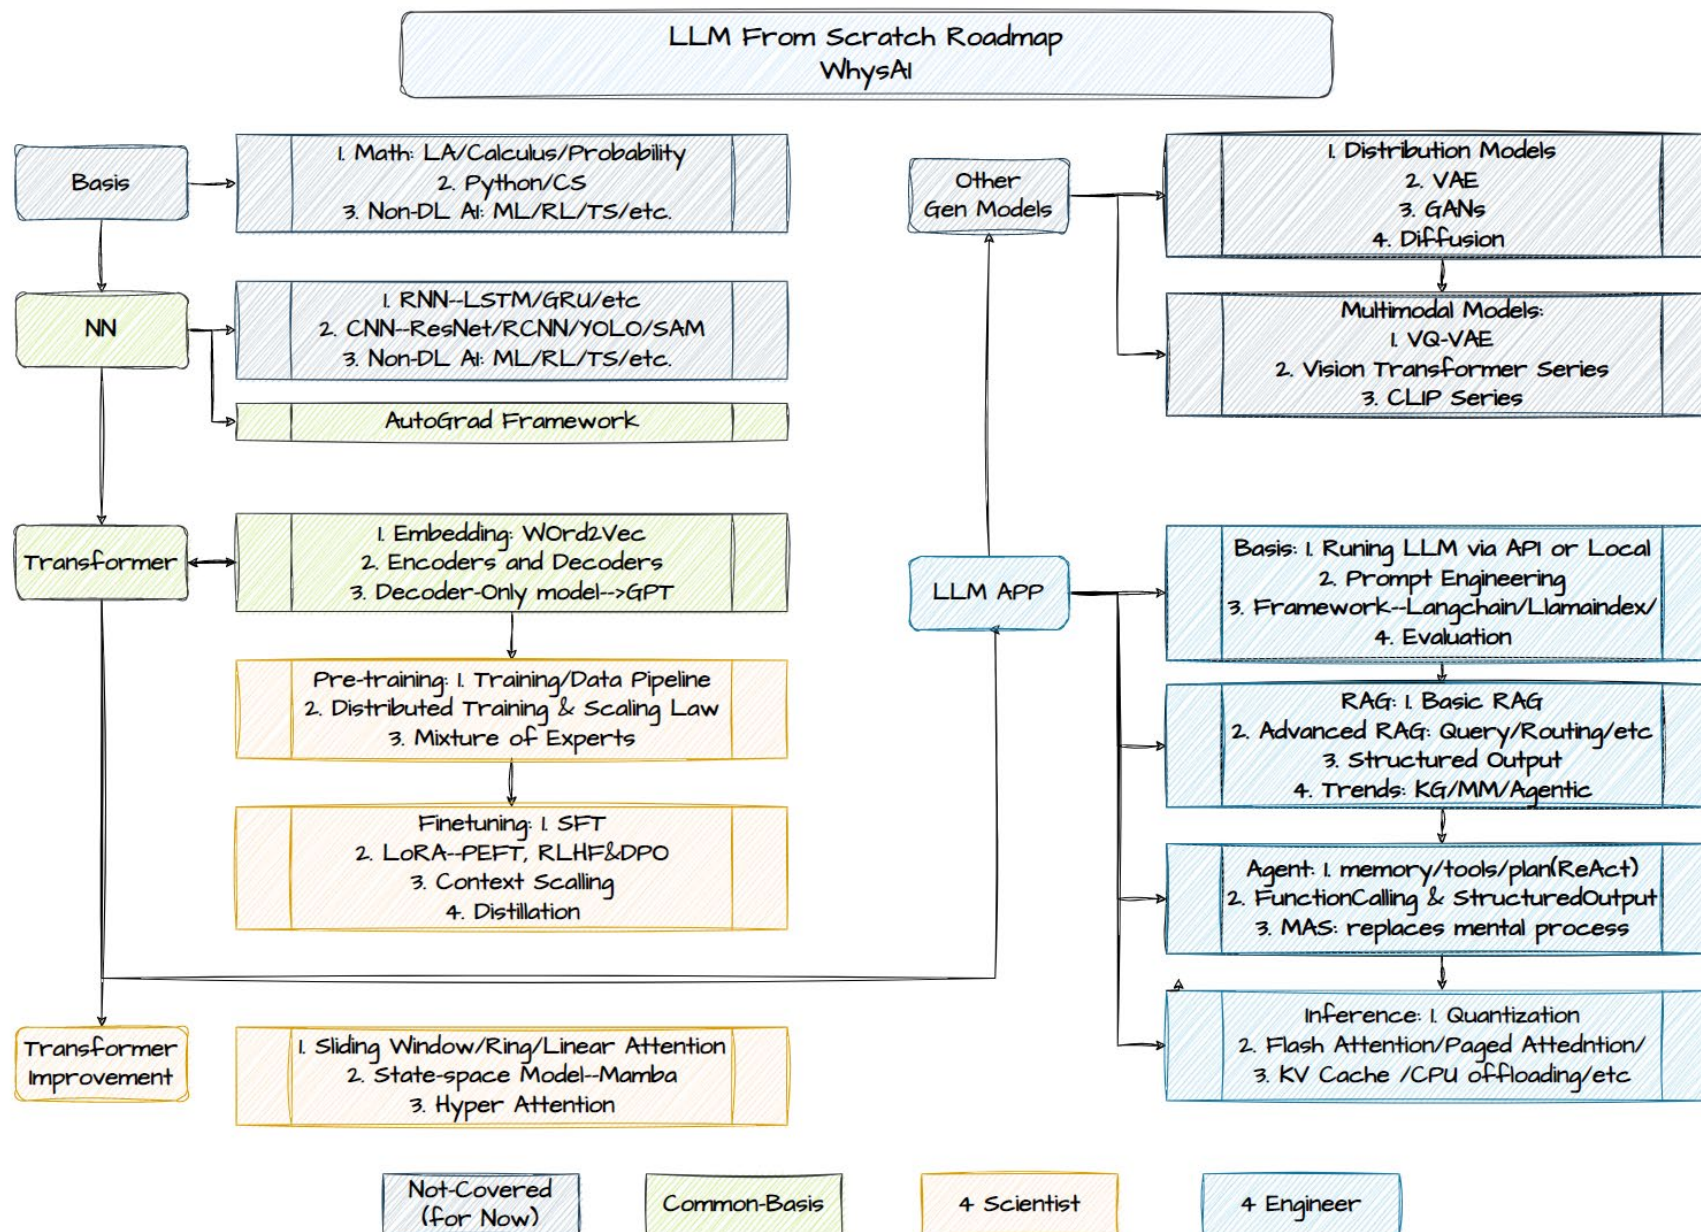 LLM From Scratch Roadmap
WhysAI
Basis
1. Math: LA/Calculus/Probability
2. Python/CS
3. Non-DL AI: ML/RL/TS/etc.
NN
1. RNN--LSTM/GRU/etc
2. CNN--ResNet/RCNN/YOLO/SAM
3. Non-DL AI: ML/RL/TS/etc.
AutoGrad Framework
Transformer
1. Embedding: WOrd2Vec
2. Encoders and Decoders
3. Decoder-Only model-->GPT
Pre-training: 1. Training/Data Pipeline
2. Distributed Training & Scaling Law
3. Mixture of Experts
Finetuning: 1. SFT
2. LoRA--PEFT, RLHF&DPO
3. Context Scalling
4. Distillation
Transformer
Improvement
1. Sliding Window/Ring/Linear Attention
2. State-space Model--Mamba
3. Hyper Attention
Other
Gen Models
1. Distribution Models
2. VAE
3. GANs
4. Diffusion
Multimodal Models:
1. VQ-VAE
2. Vision Transformer Series
3. CLIP Series
LLM APP
Basis: 1. Runing LLM via API or Local
2. Prompt Engineering
3. Framework--Langchain/Llamaindex/
4. Evaluation
RAG: 1. Basic RAG
2. Advanced RAG: Query/Routing/etc
3. Structured Output
4. Trends: KG/MM/Agentic
Agent: 1. memory/tools/plan(ReAct)
2. FunctionCalling & StructuredOutput
3. MAS: replaces mental process
Inference: 1. Quantization
2. Flash Attention/Paged Attedntion/
3. KV Cache /CPU offloading/etc
Not-Covered
(for Now)
Common-Basis
4 Scientist
4 Engineer